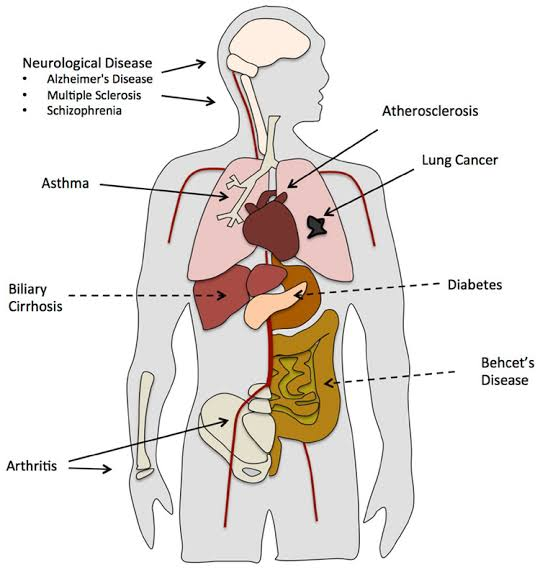 Neurological Disease
• Alzheimer's Disease
• Multiple Sclerosis
• Schizophrenia
Atherosclerosis
Lung Cancer
Asthma
Biliary
Cirrhosis
Diabetes
Behcet's
Disease
Arthritis